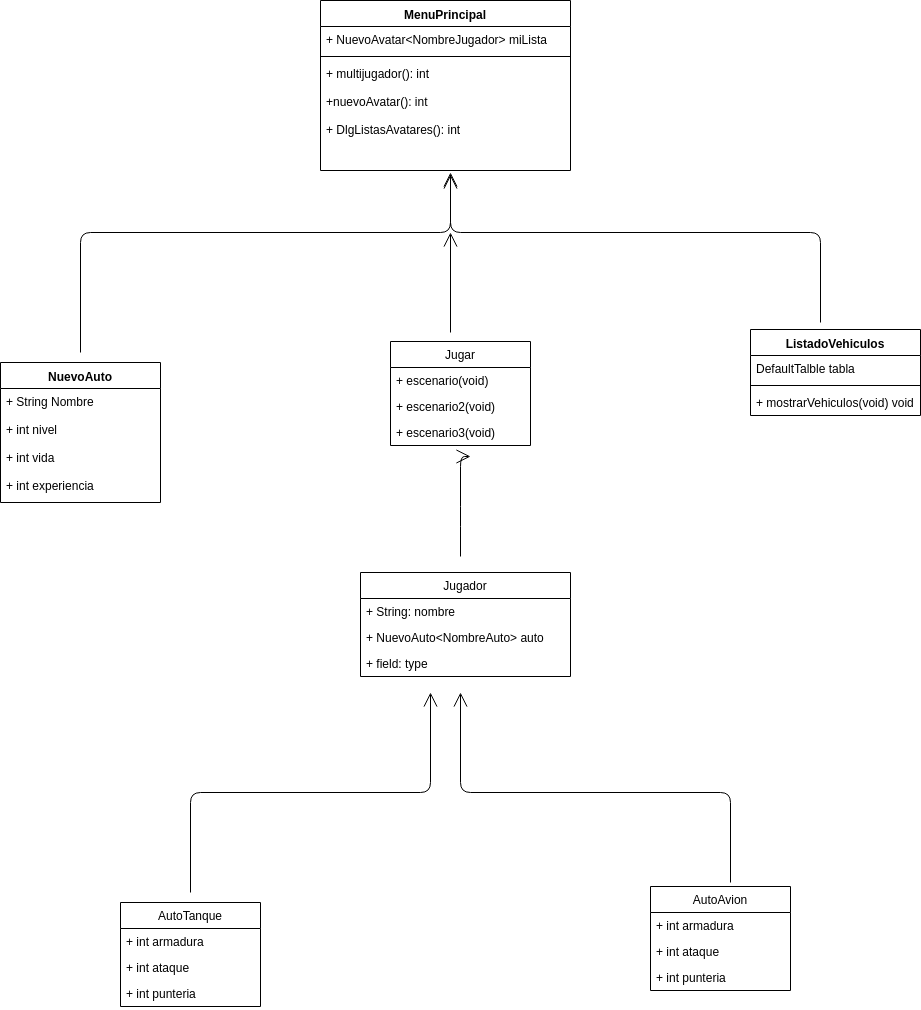 MenuPrincipal
+ NuevoAvatar<NombreJugador> miLista
+ multijugador(): int
+nuevoAvatar(): int
+ DlgListasAvatares(): int
NuevoAuto
+ String Nombre
+ int nivel
+ int vida
+ int experiencia
Jugar
+ escenario(void)
+ escenario2(void)
+ escenario3(void)
ListadoVehiculos
DefaultTalble tabla
+ mostrarVehiculos(void) void
Jugador
+ String: nombre
+ NuevoAuto<NombreAuto> auto
+ field: type
AutoTanque
+ int armadura
+ int ataque
+ int punteria
AutoAvion
+ int armadura
+ int ataque
+ int punteria